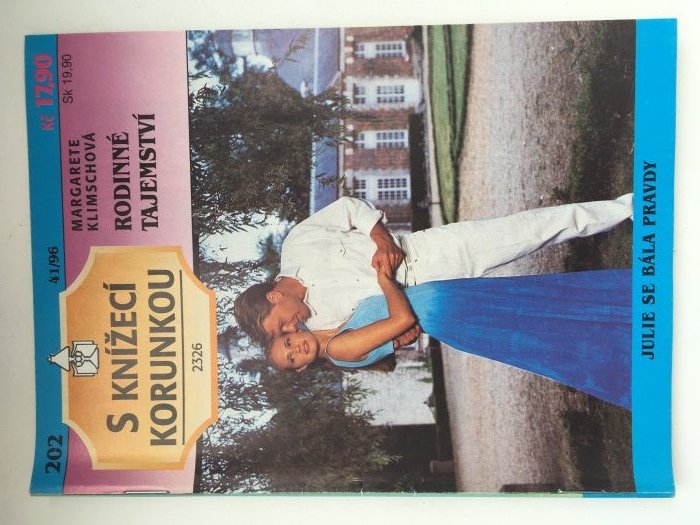 202
41/96
Kč 17,90
Sk 19,90
S KNÍŽECÍ
KORUNKOU
2326
MARGARETE
KLIMSCHOVÁ
RODINNÉ
TAJEMSTVÍ
JULIE SE BÁLA PRAVDY